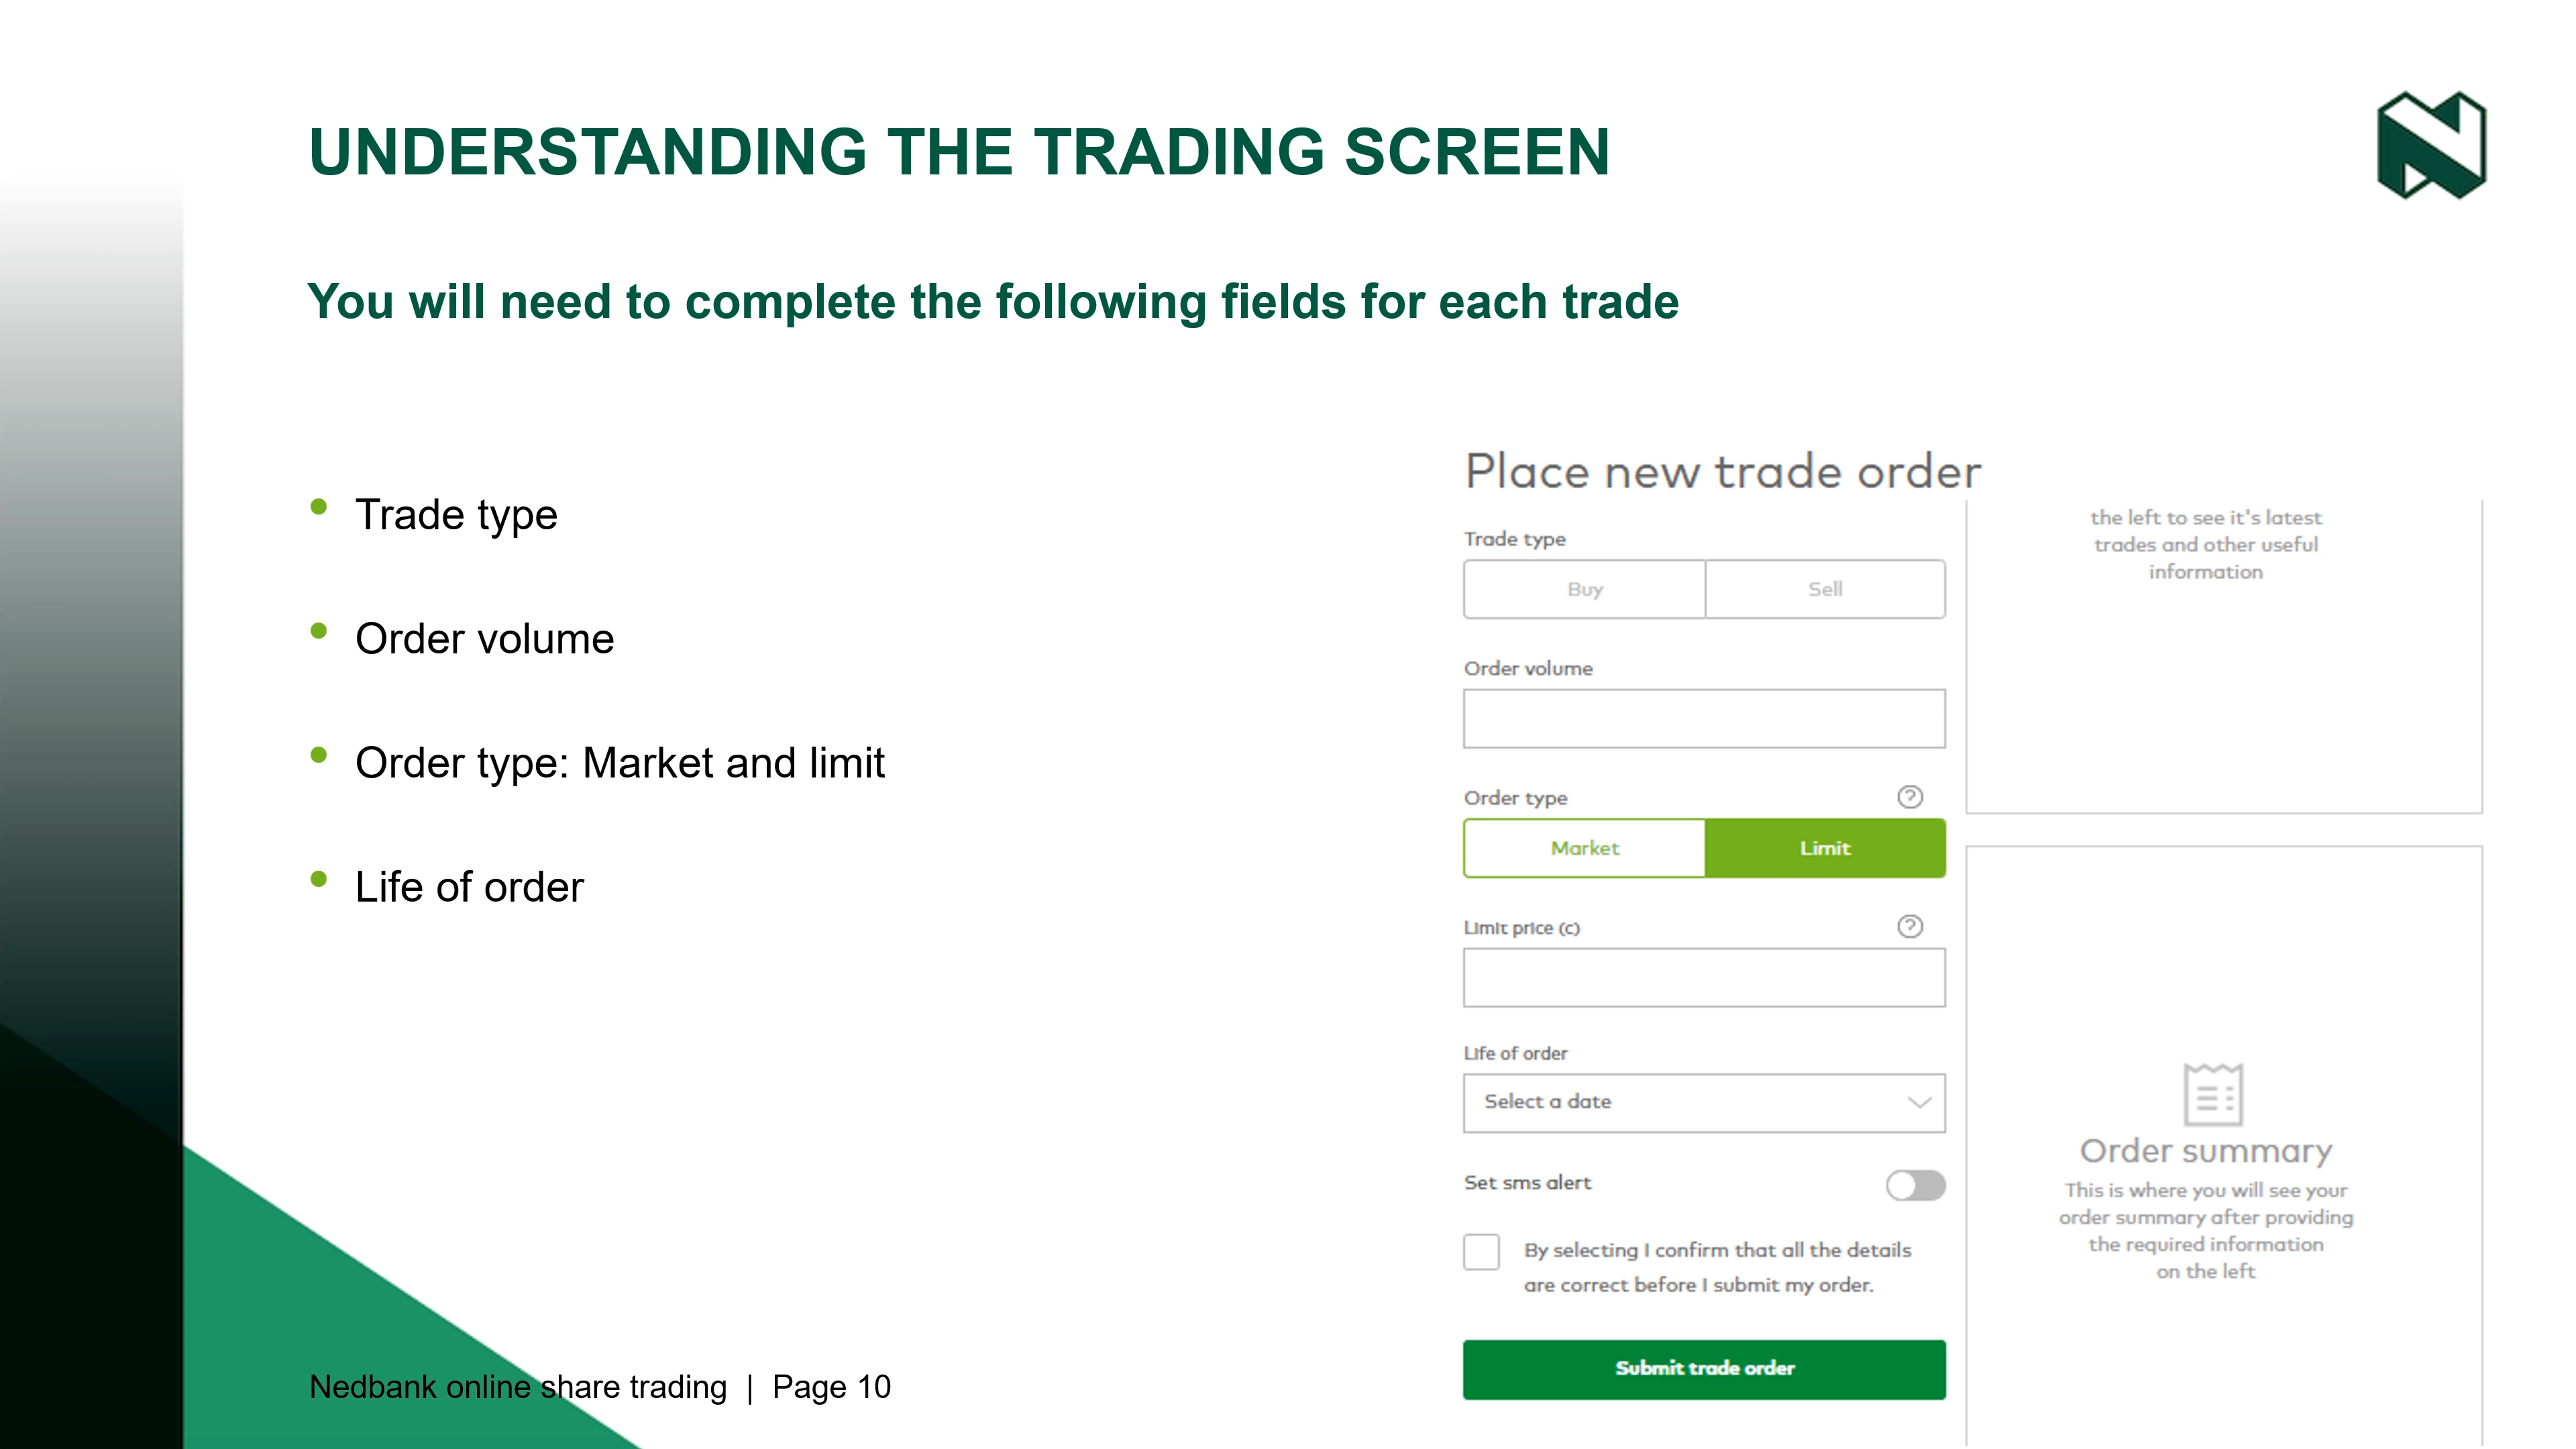 UNDERSTANDING THE TRADING SCREEN
You will need to complete the following fields for each trade
• Trade type
• Order volume
• Order type: Market and limit
• Life of order
Place new trade order
Trade type
Buy
Sell
Order volume
Order type
?
Market
Limit
Limit price (c)
?
Life of order
Select a date
Set sms alert
By selecting I confirm that all the details
are correct before I submit my order.
Submit trade order
the left to see it's latest
trades and other useful
information
Order summary
This is where you will see your
order summary after providing
the required information
on the left
Nedbank online share trading | Page 10